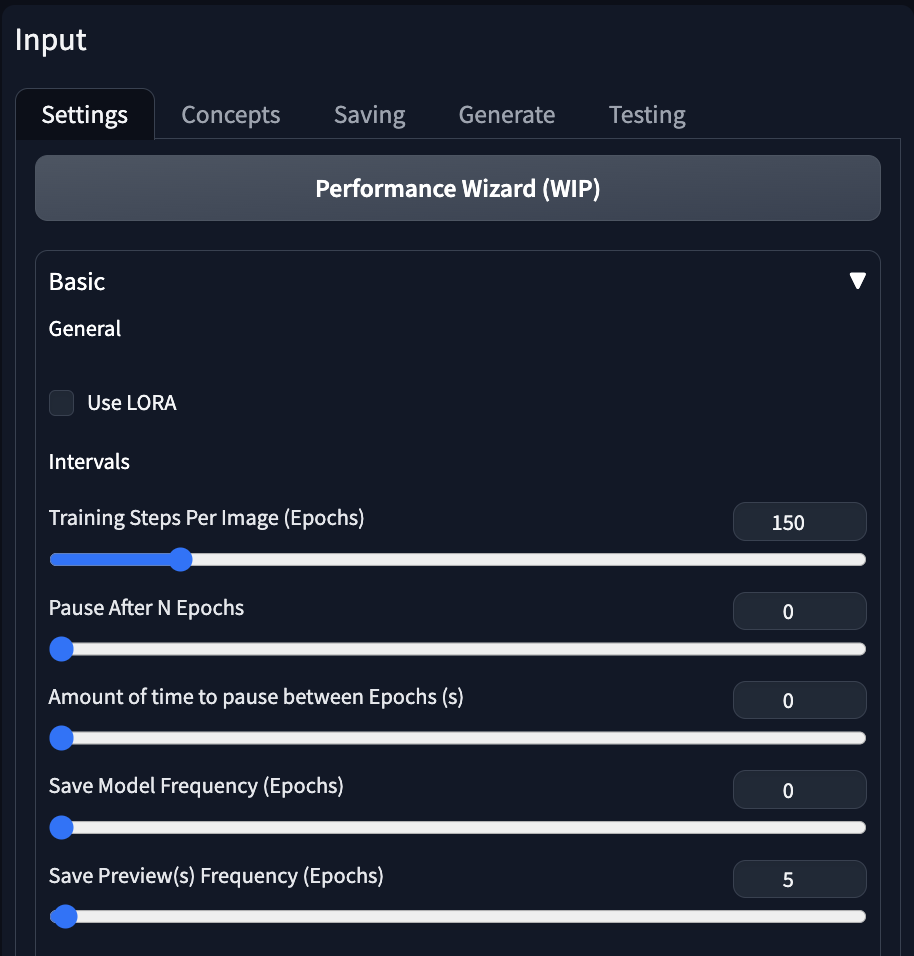 Input
Settings Concepts Saving Generate Testing
Performance Wizard (WIP)
Basic
General
Use LORA
Intervals
Training Steps Per Image (Epochs) 150
Pause After N Epochs 0
Amount of time to pause between Epochs (s) 0
Save Model Frequency (Epochs) 0
Save Preview(s) Frequency (Epochs) 5